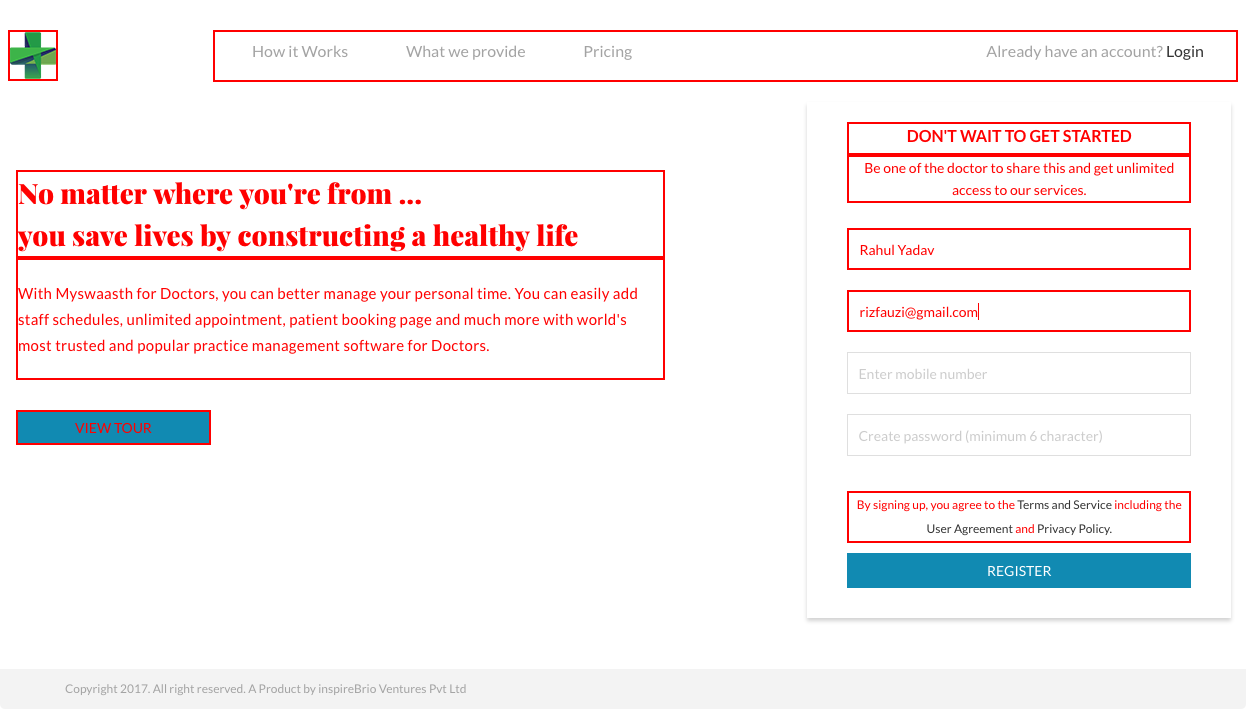 How it Works What we provide Pricing Already have an account? Login
No matter where you're from ...
you save lives by constructing a healthy life
With Myswaasth for Doctors, you can better manage your personal time. You can easily add
staff schedules, unlimited appointment, patient booking page and much more with world's
most trusted and popular practice management software for Doctors.
VIEW TOUR
DON'T WAIT TO GET STARTED
Be one of the doctor to share this and get unlimited
access to our services.
Rahul Yadav
rizfauzi@gmail.com
Enter mobile number
Create password (minimum 6 character)
By signing up, you agree to the Terms and Service including the
User Agreement and Privacy Policy.
REGISTER
Copyright 2017. All right reserved. A Product by inspireBrio Ventures Pvt Ltd